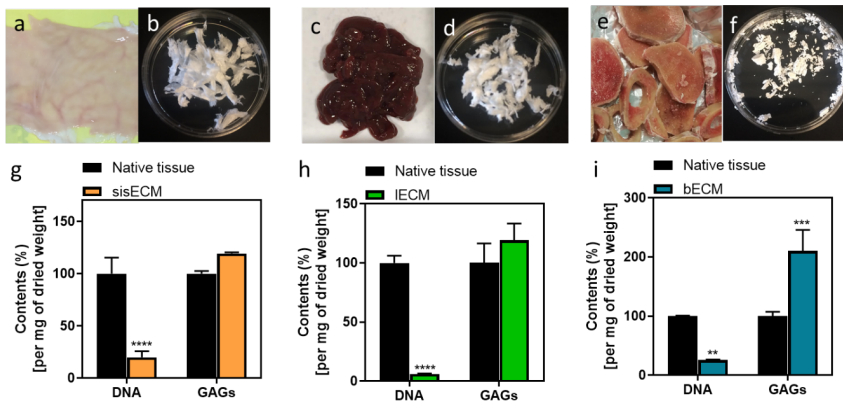 a
b
c
d
e
f
g
Native tissue
sisECM
Contents (%)
[per mg of dried weight]
150
100
50
0
****
DNA
GAGs
h
Native tissue
lECM
Contents (%)
[per mg of dried weight]
150
100
50
0
****
DNA
GAGs
i
Native tissue
bECM
Contents (%)
[per mg of dried weight]
300
200
100
0
**
***
DNA
GAGs